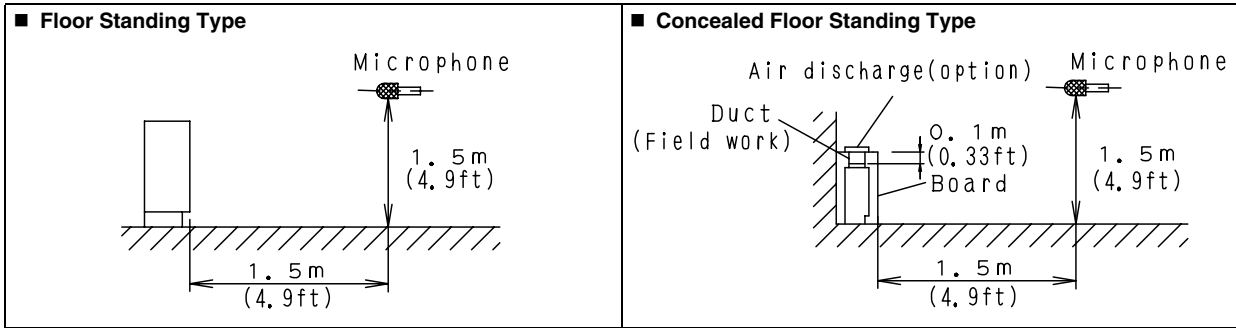 ■ Floor Standing Type
Microphone
1. 5m
(4. 9ft)
1. 5m
(4. 9ft)
■ Concealed Floor Standing Type
Microphone
Air discharge(option)
Duct
(Field work)
0. 1m
(0. 33ft)
Board
1. 5m
(4. 9ft)
1. 5m
(4. 9ft)